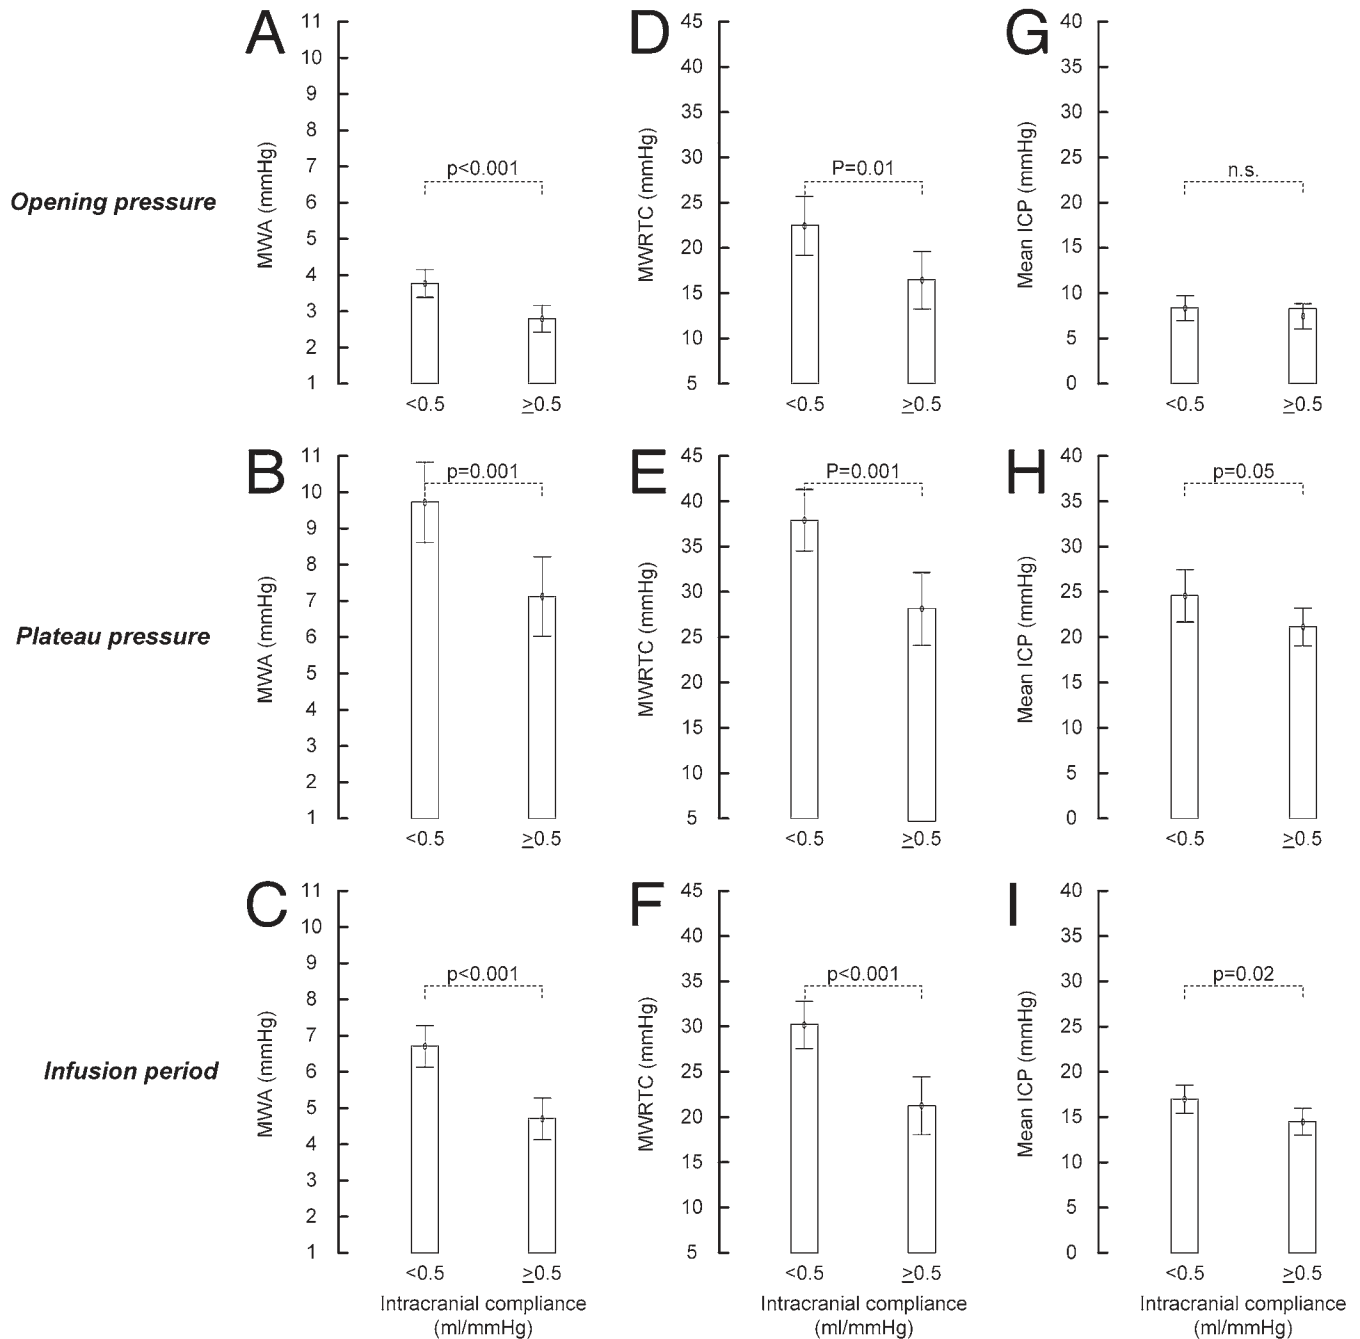 A
11
10
9
8
7
6
5
4
3
2
1
MWA (mmHg)
p<0.001
<0.5
≥0.5
D
45
40
35
30
25
20
15
10
5
MWRTC (mmHg)
P=0.01
<0.5
≥0.5
G
40
35
30
25
20
15
10
5
0
Mean ICP (mmHg)
n.s.
<0.5
≥0.5
Opening pressure
B
11
10
9
8
7
6
5
4
3
2
1
MWA (mmHg)
p=0.001
<0.5
≥0.5
E
45
40
35
30
25
20
15
10
5
MWRTC (mmHg)
P=0.001
<0.5
≥0.5
H
40
35
30
25
20
15
10
5
0
Mean ICP (mmHg)
p=0.05
<0.5
≥0.5
Plateau pressure
C
11
10
9
8
7
6
5
4
3
2
1
MWA (mmHg)
p<0.001
<0.5
≥0.5
Intracranial compliance
(ml/mmHg)
F
45
40
35
30
25
20
15
10
5
MWRTC (mmHg)
p<0.001
<0.5
≥0.5
Intracranial compliance
(ml/mmHg)
I
40
35
30
25
20
15
10
5
0
Mean ICP (mmHg)
p=0.02
<0.5
≥0.5
Intracranial compliance
(ml/mmHg)
Infusion period